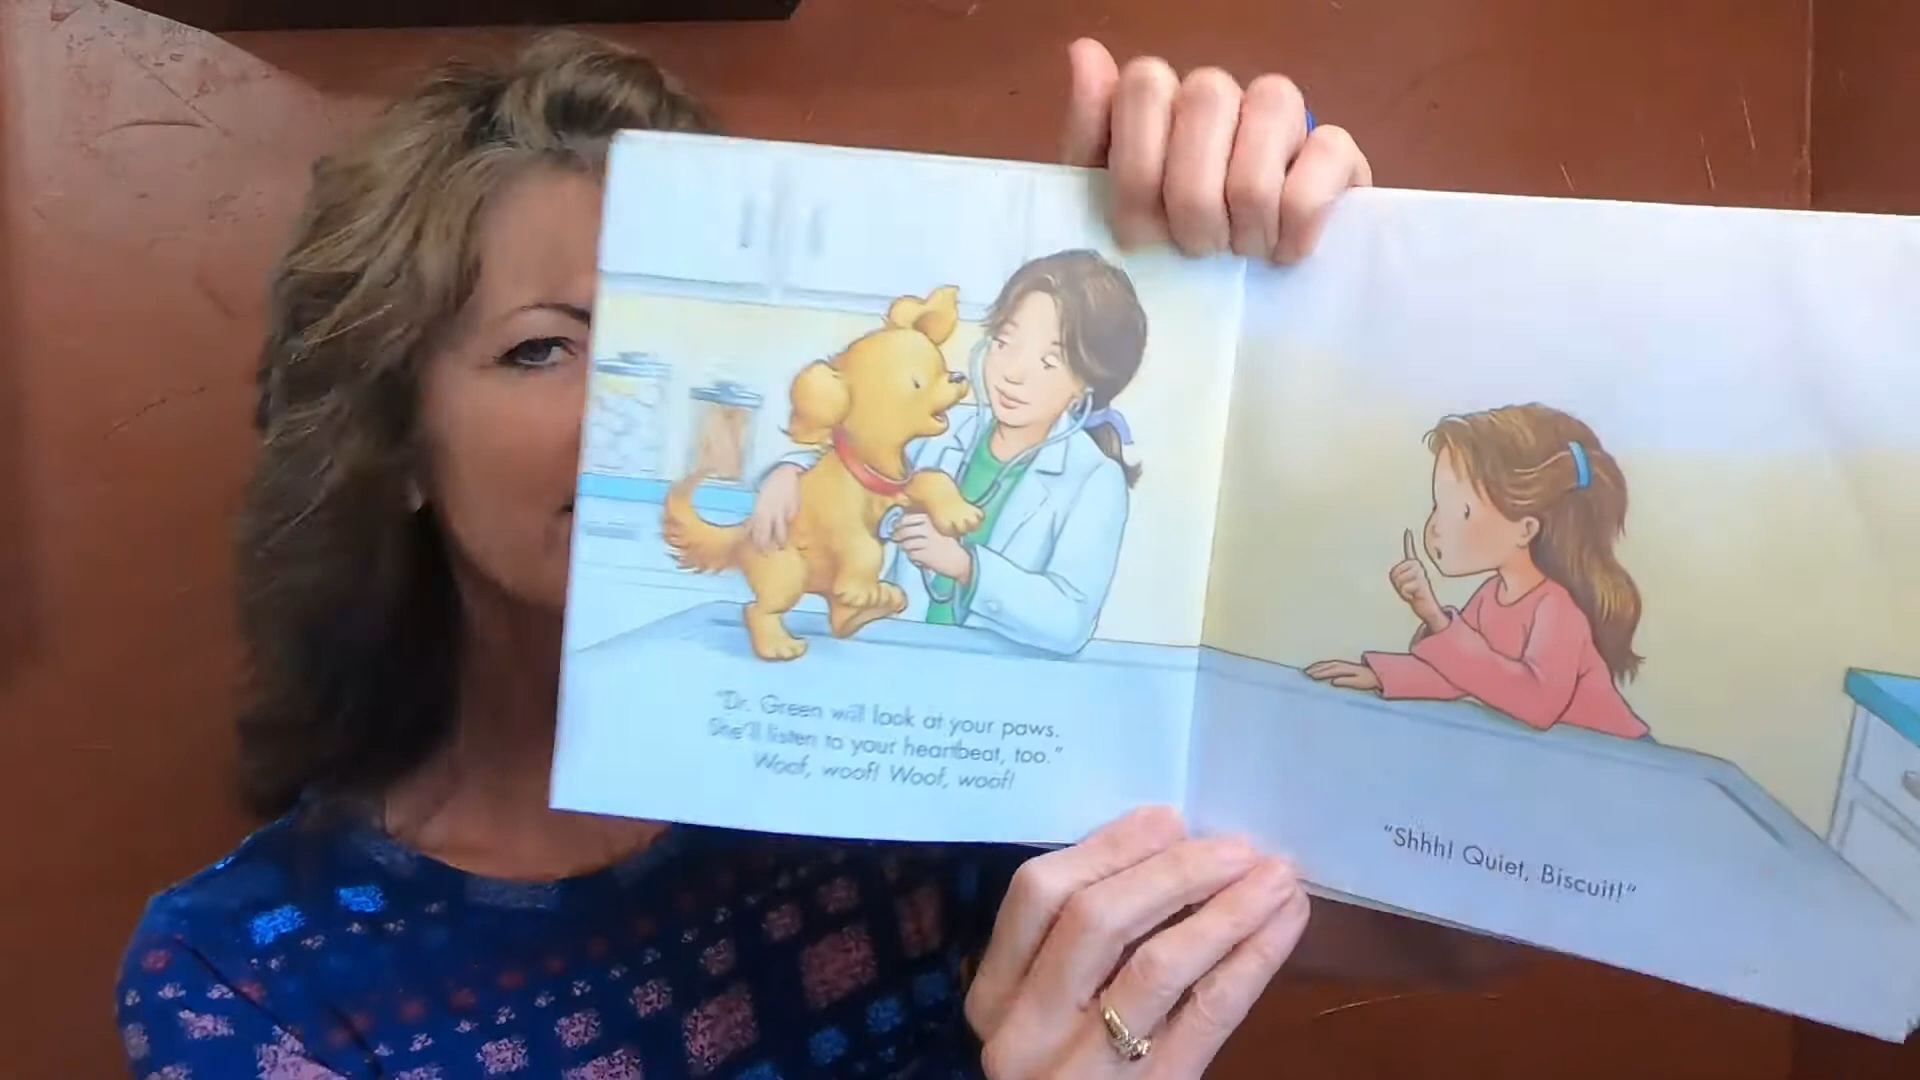 "Dr. Green will look at your paws.
She'll listen to your heartbeat, too."
Woof, woof! Woof, woof!
"Shhh! Quiet, Biscuit!"